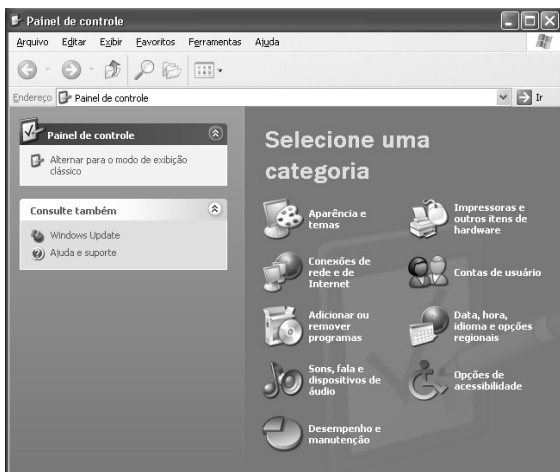 Painel de controle
Arquivo Editar Exibir Favoritos Ferramentas Ajuda
Endereço Painel de controle Ir
Painel de controle
Alternar para o modo de exibição
clássico
Consulte também
Windows Update
Ajuda e suporte
Selecione uma
categoria
Aparência e
temas
Impressoras e
outros itens de
hardware
Conexões de
rede e de
Internet
Contas de usuário
Adicionar ou
remover
programas
Data, hora,
idioma e opções
regionais
Sons, fala e
dispositivos de
áudio
Opções de
acessibilidade
Desempenho e
manutenção